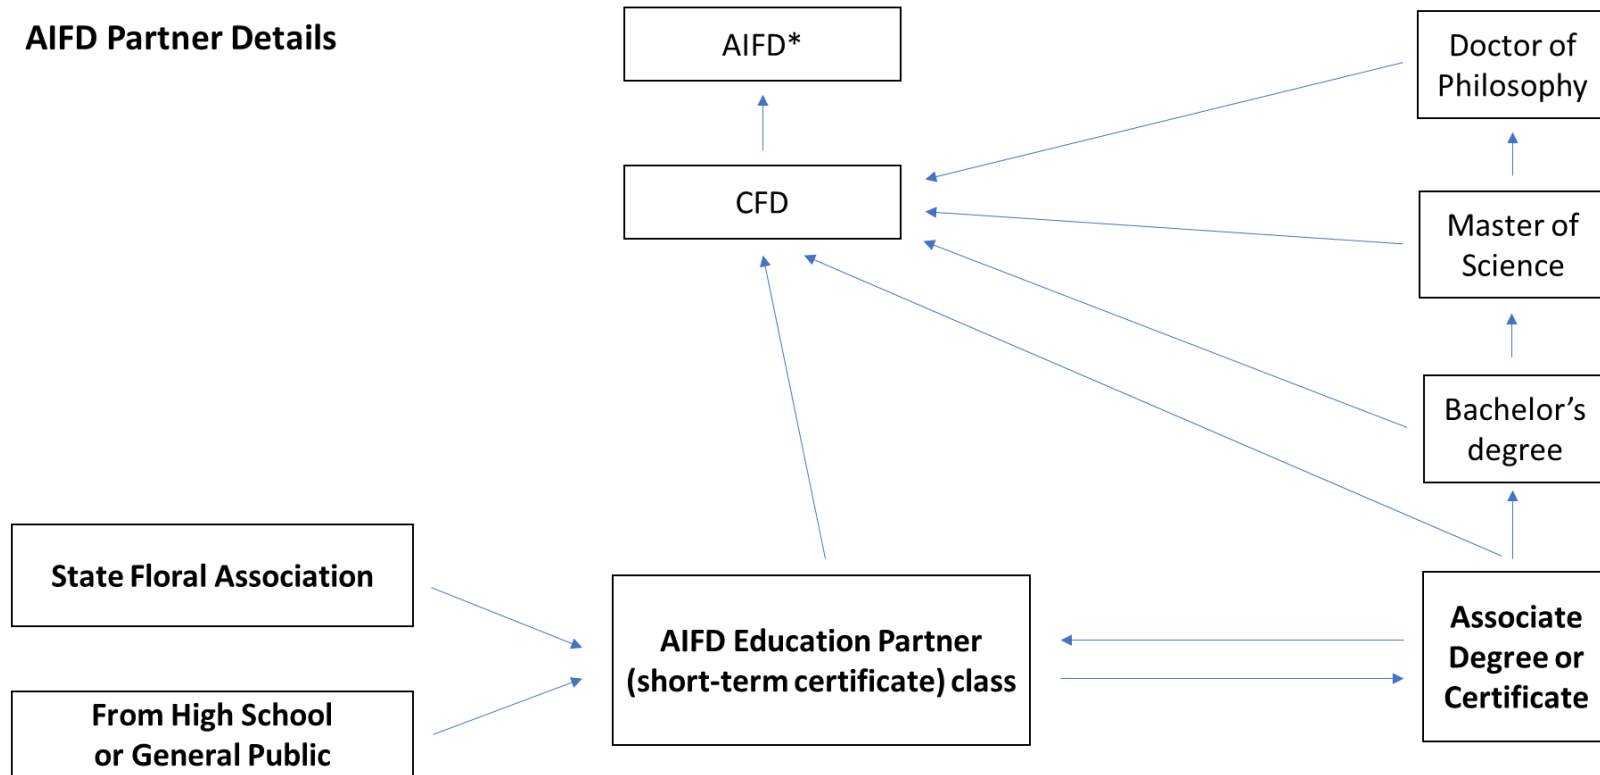 AIFD Partner Details
AIFD*
Doctor of
Philosophy
CFD
Master of
Science
Bachelor’s
degree
State Floral Association
AIFD Education Partner
(short-term certificate) class
Associate
Degree or
Certificate
From High School
or General Public